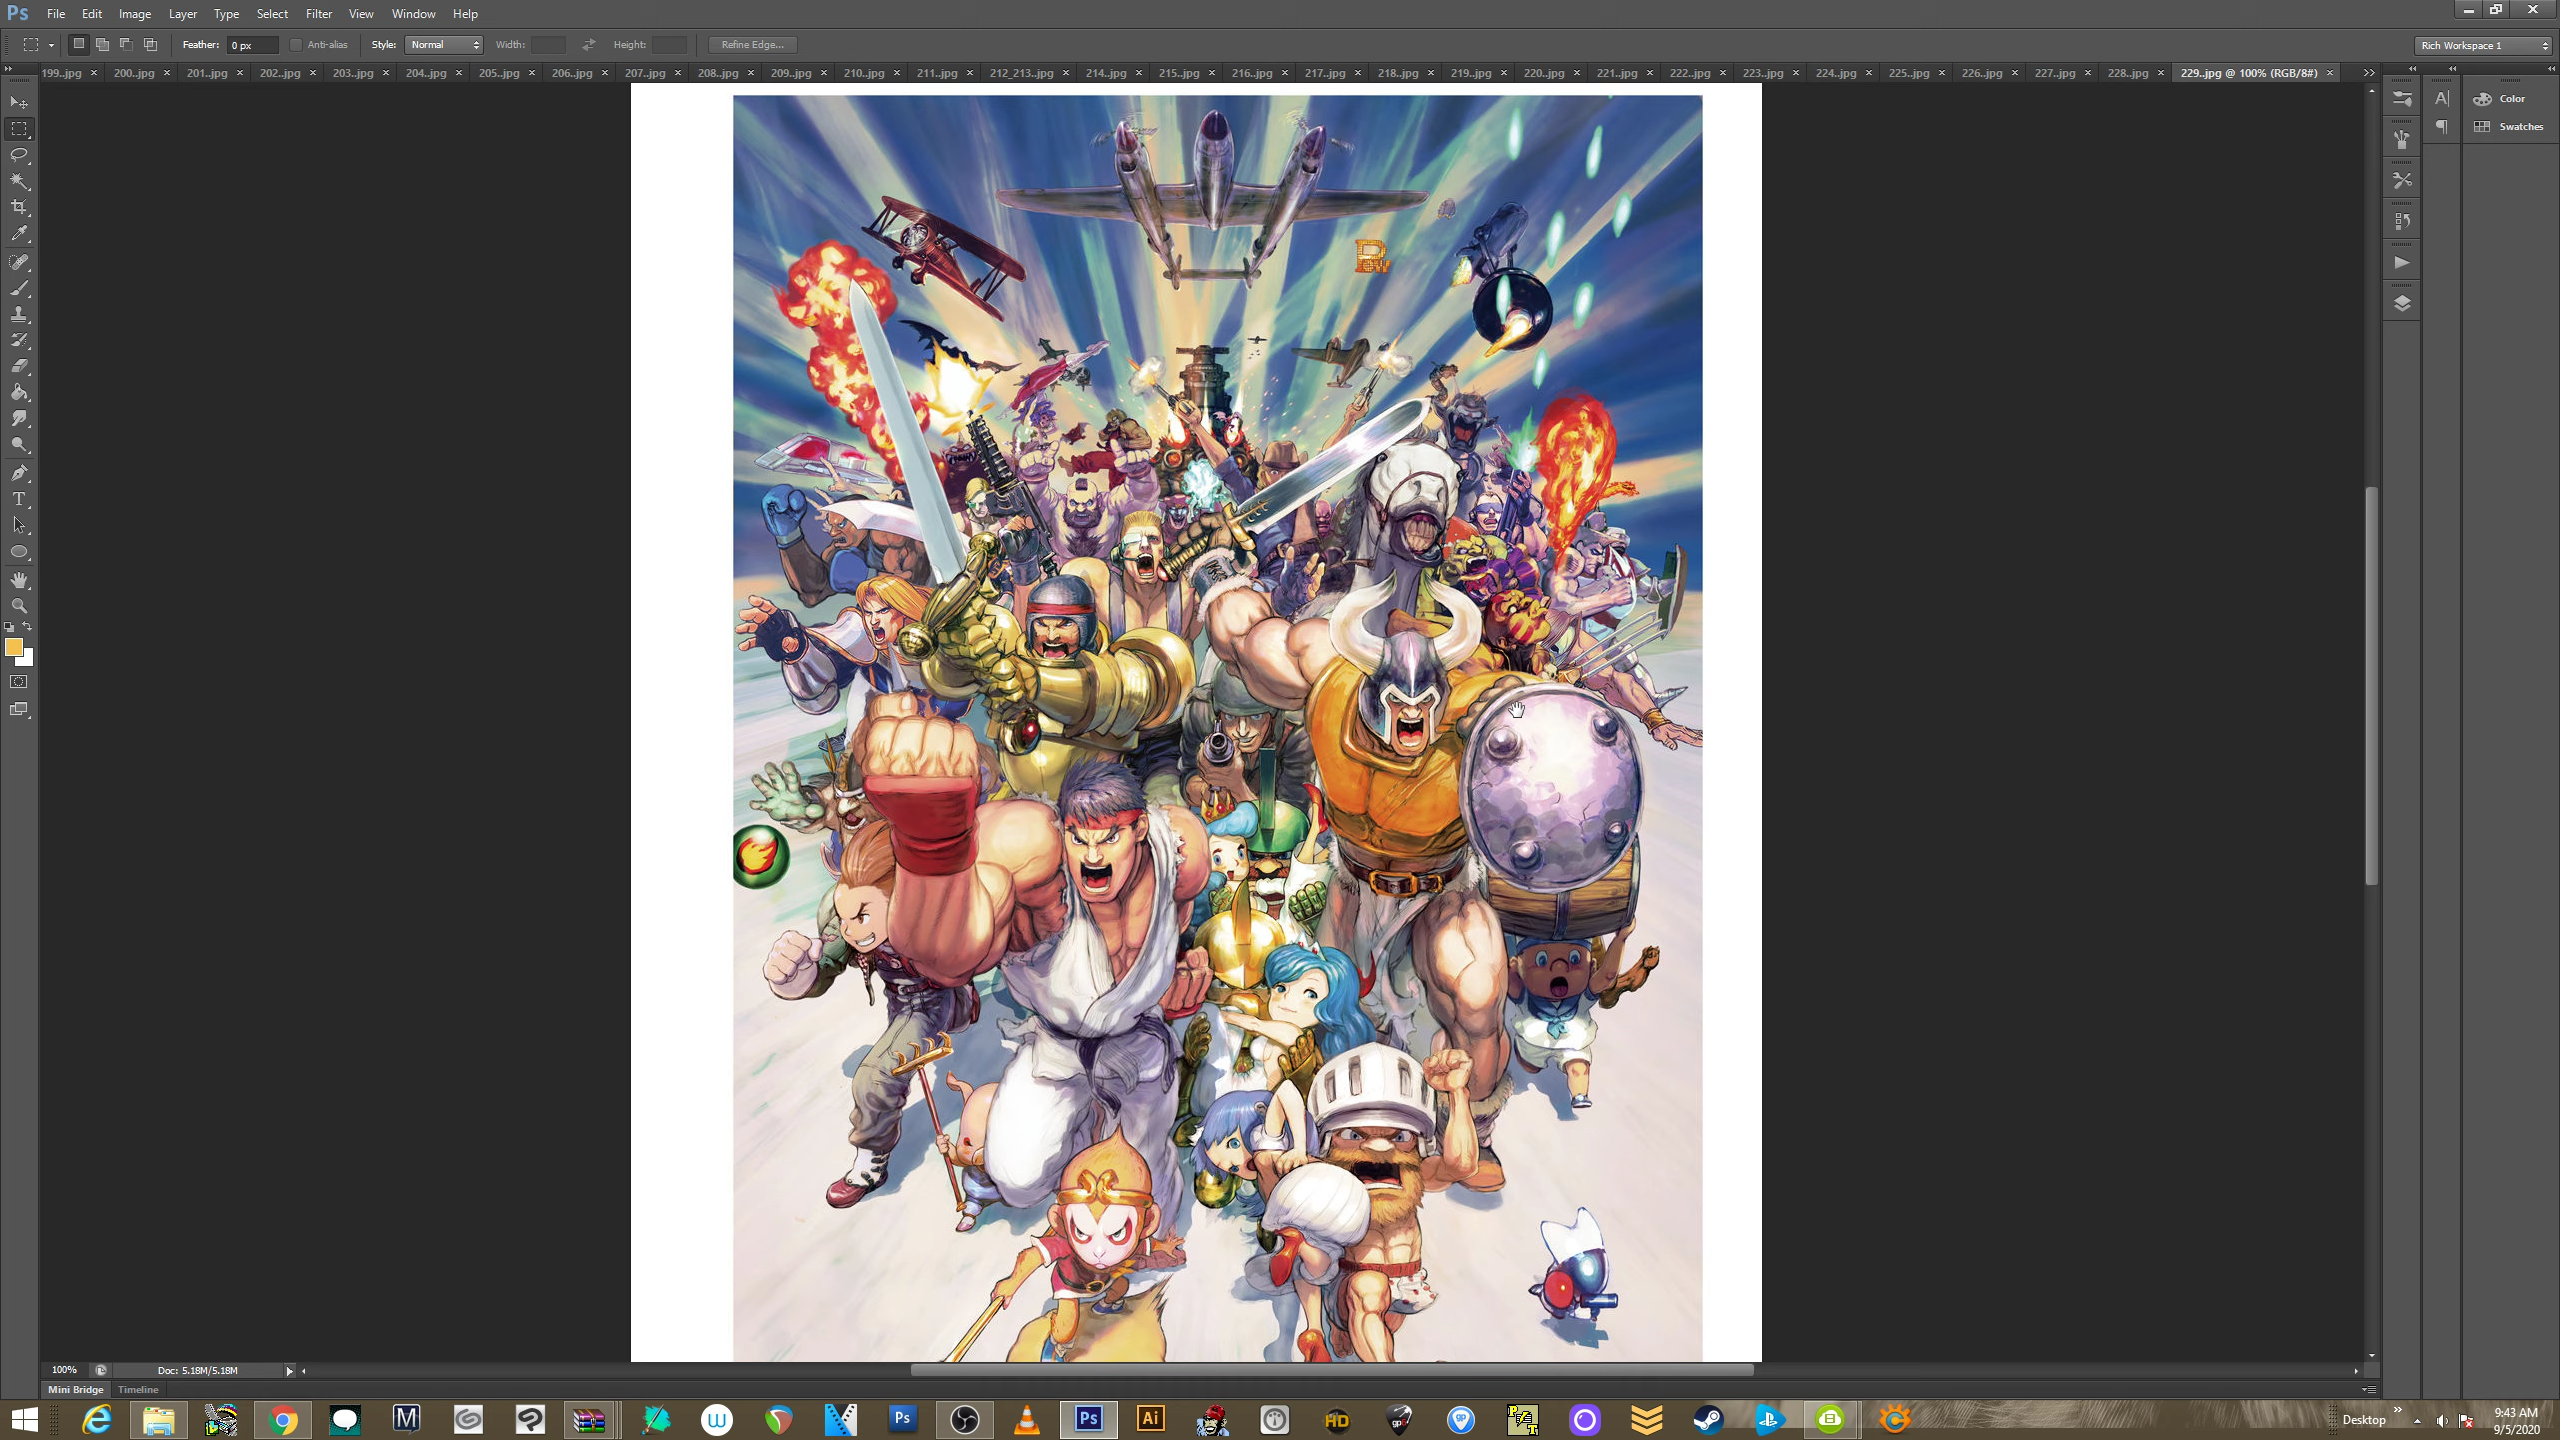 Ps File Edit Image Layer Type Select Filter View Window Help
Feather: 0 px Anti-alias Style: Normal Width: Height: Refine Edge... Rich Workspace 1
199..jpg × 200..jpg × 201..jpg × 202..jpg × 203..jpg × 204..jpg × 205..jpg × 206..jpg × 207..jpg × 208..jpg × 209..jpg × 210..jpg × 211..jpg × 212_213..jpg × 214..jpg × 215..jpg × 216..jpg × 217..jpg × 218..jpg × 219..jpg × 220..jpg × 221..jpg × 222..jpg × 223..jpg × 224..jpg × 225..jpg × 226..jpg × 227..jpg × 228..jpg × 229..jpg @ 100% (RGB/8#) ×
Color
Swatches
100% Doc: 5.18M/5.18M
Mini Bridge Timeline
Ps Ps Ai HD Desktop 9:43 AM
9/5/2020